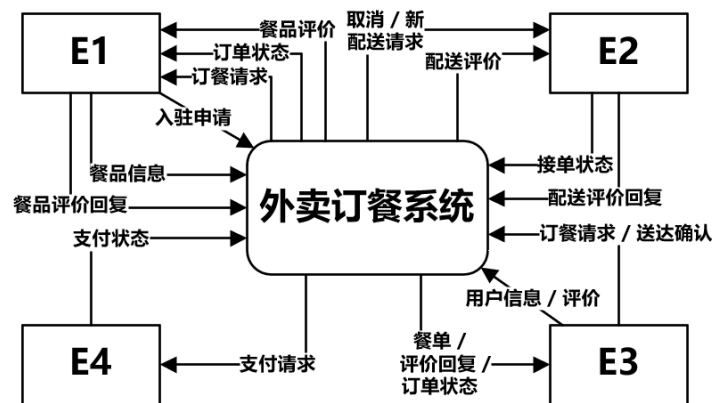 E1
餐品评价
订单状态
订餐请求
取消 / 新
配送请求
配送评价
E2
入驻申请
餐品信息
餐品评价回复
支付状态
外卖订餐系统
接单状态
配送评价回复
订餐请求 / 送达确认
用户信息 / 评价
E4
支付请求
餐单 /
评价回复 /
订单状态
E3